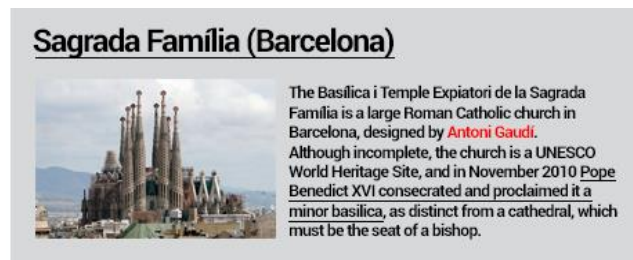 Sagrada Família (Barcelona)
The Basílica i Temple Expiatori de la Sagrada
Família is a large Roman Catholic church in
Barcelona, designed by Antoni Gaudí.
Although incomplete, the church is a UNESCO
World Heritage Site, and in November 2010 Pope
Benedict XVI consecrated and proclaimed it a
minor basilica, as distinct from a cathedral, which
must be the seat of a bishop.